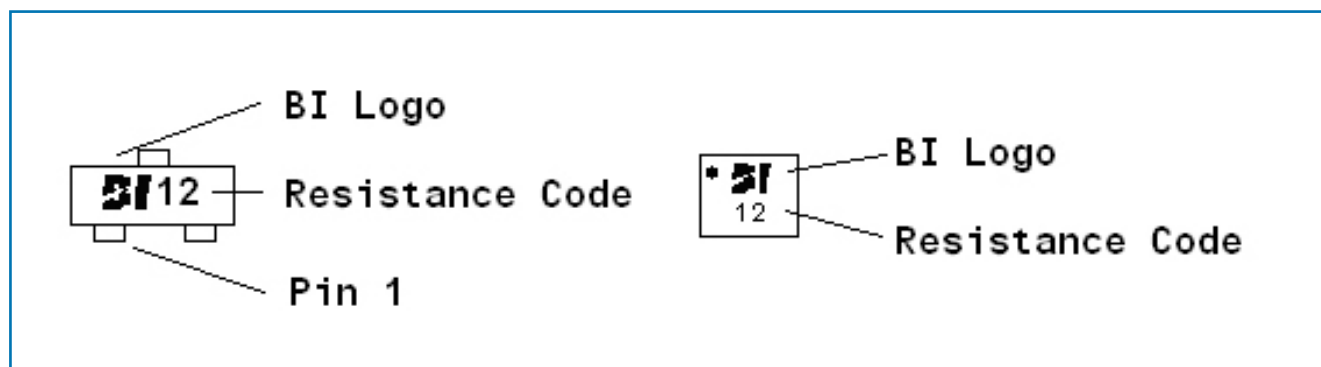 BI Logo
BI 12
Resistance Code
Pin 1
BI Logo
BI
12
Resistance Code